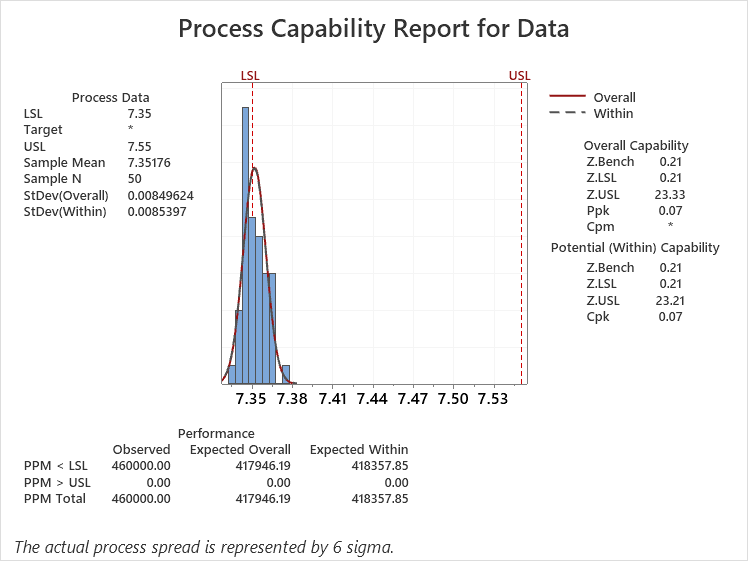 Process Capability Report for Data
LSL USL
Process Data
LSL 7.35
Target *
USL 7.55
Sample Mean 7.35176
Sample N 50
StDev(Overall) 0.00849624
StDev(Within) 0.0085397
Overall
Within
Overall Capability
Z.Bench 0.21
Z.LSL 0.21
Z.USL 23.33
Ppk 0.07
Cpm *
Potential (Within) Capability
Z.Bench 0.21
Z.LSL 0.21
Z.USL 23.21
Cpk 0.07
7.35 7.38 7.41 7.44 7.47 7.50 7.53
Performance
Observed Expected Overall Expected Within
PPM < LSL 460000.00 417946.19 418357.85
PPM > USL 0.00 0.00 0.00
PPM Total 460000.00 417946.19 418357.85
The actual process spread is represented by 6 sigma.